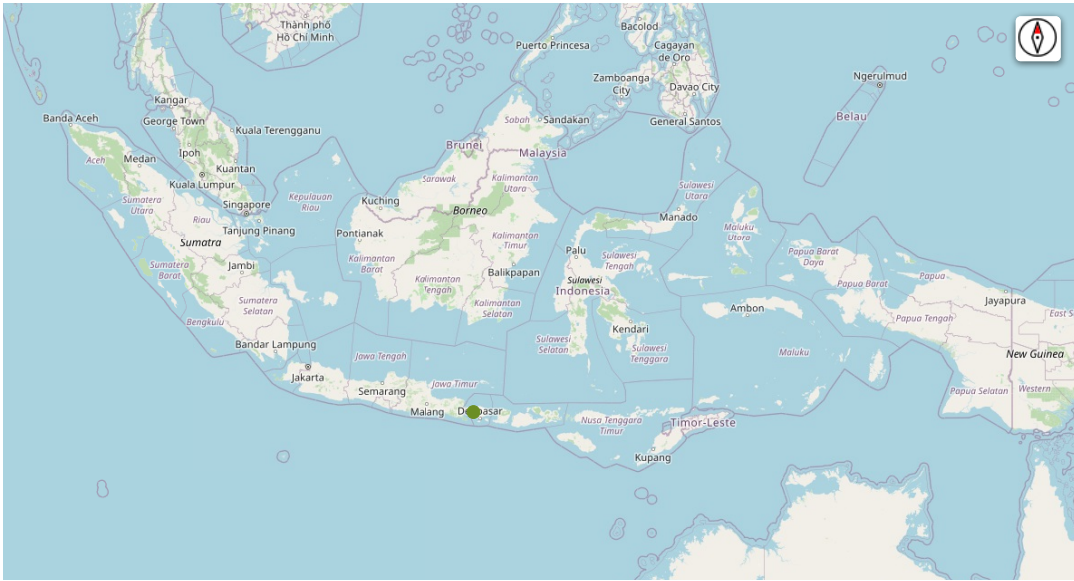 Thành phố
Hồ Chí Minh
Bacolod
Puerto Princesa
Cagayan
de Oro
Zamboanga
City
Davao City
Ngerulmud
Kangar
Banda Aceh
George Town
Kuala Terengganu
Sabah
Sandakan
General Santos
Belau
Ipoh
Brunei
Malaysia
Aceh
Medan
Kuantan
Kuala Lumpur
Sarawak
Kalimantan
Utara
Sulawesi
Utara
Sumatera
Utara
Kepulauan
Riau
Kuching
Singapore
Riau
Borneo
Manado
Tanjung Pinang
Pontianak
Maluku
Utara
Sumatra
Kalimantan
Timur
Palu
Papua Barat
Daya
Sumatera
Barat
Jambi
Kalimantan
Barat
Balikpapan
Sulawesi
Tengah
Papua
Kalimantan
Tengah
Sulawesi
Indonesia
Papua Barat
Sumatera
Selatan
Kalimantan
Selatan
Ambon
Jayapura
East S
Bengkulu
Kendari
Papua Tengah
Bandar Lampung
Sulawesi
Selatan
Sulawesi
Tenggara
Maluku
New Guinea
Jawa Tengah
Jakarta
Semarang
Jawa Timur
Papua Selatan
Western
Malang
Nusa Tenggara
Timur
Timor-Leste
Kupang